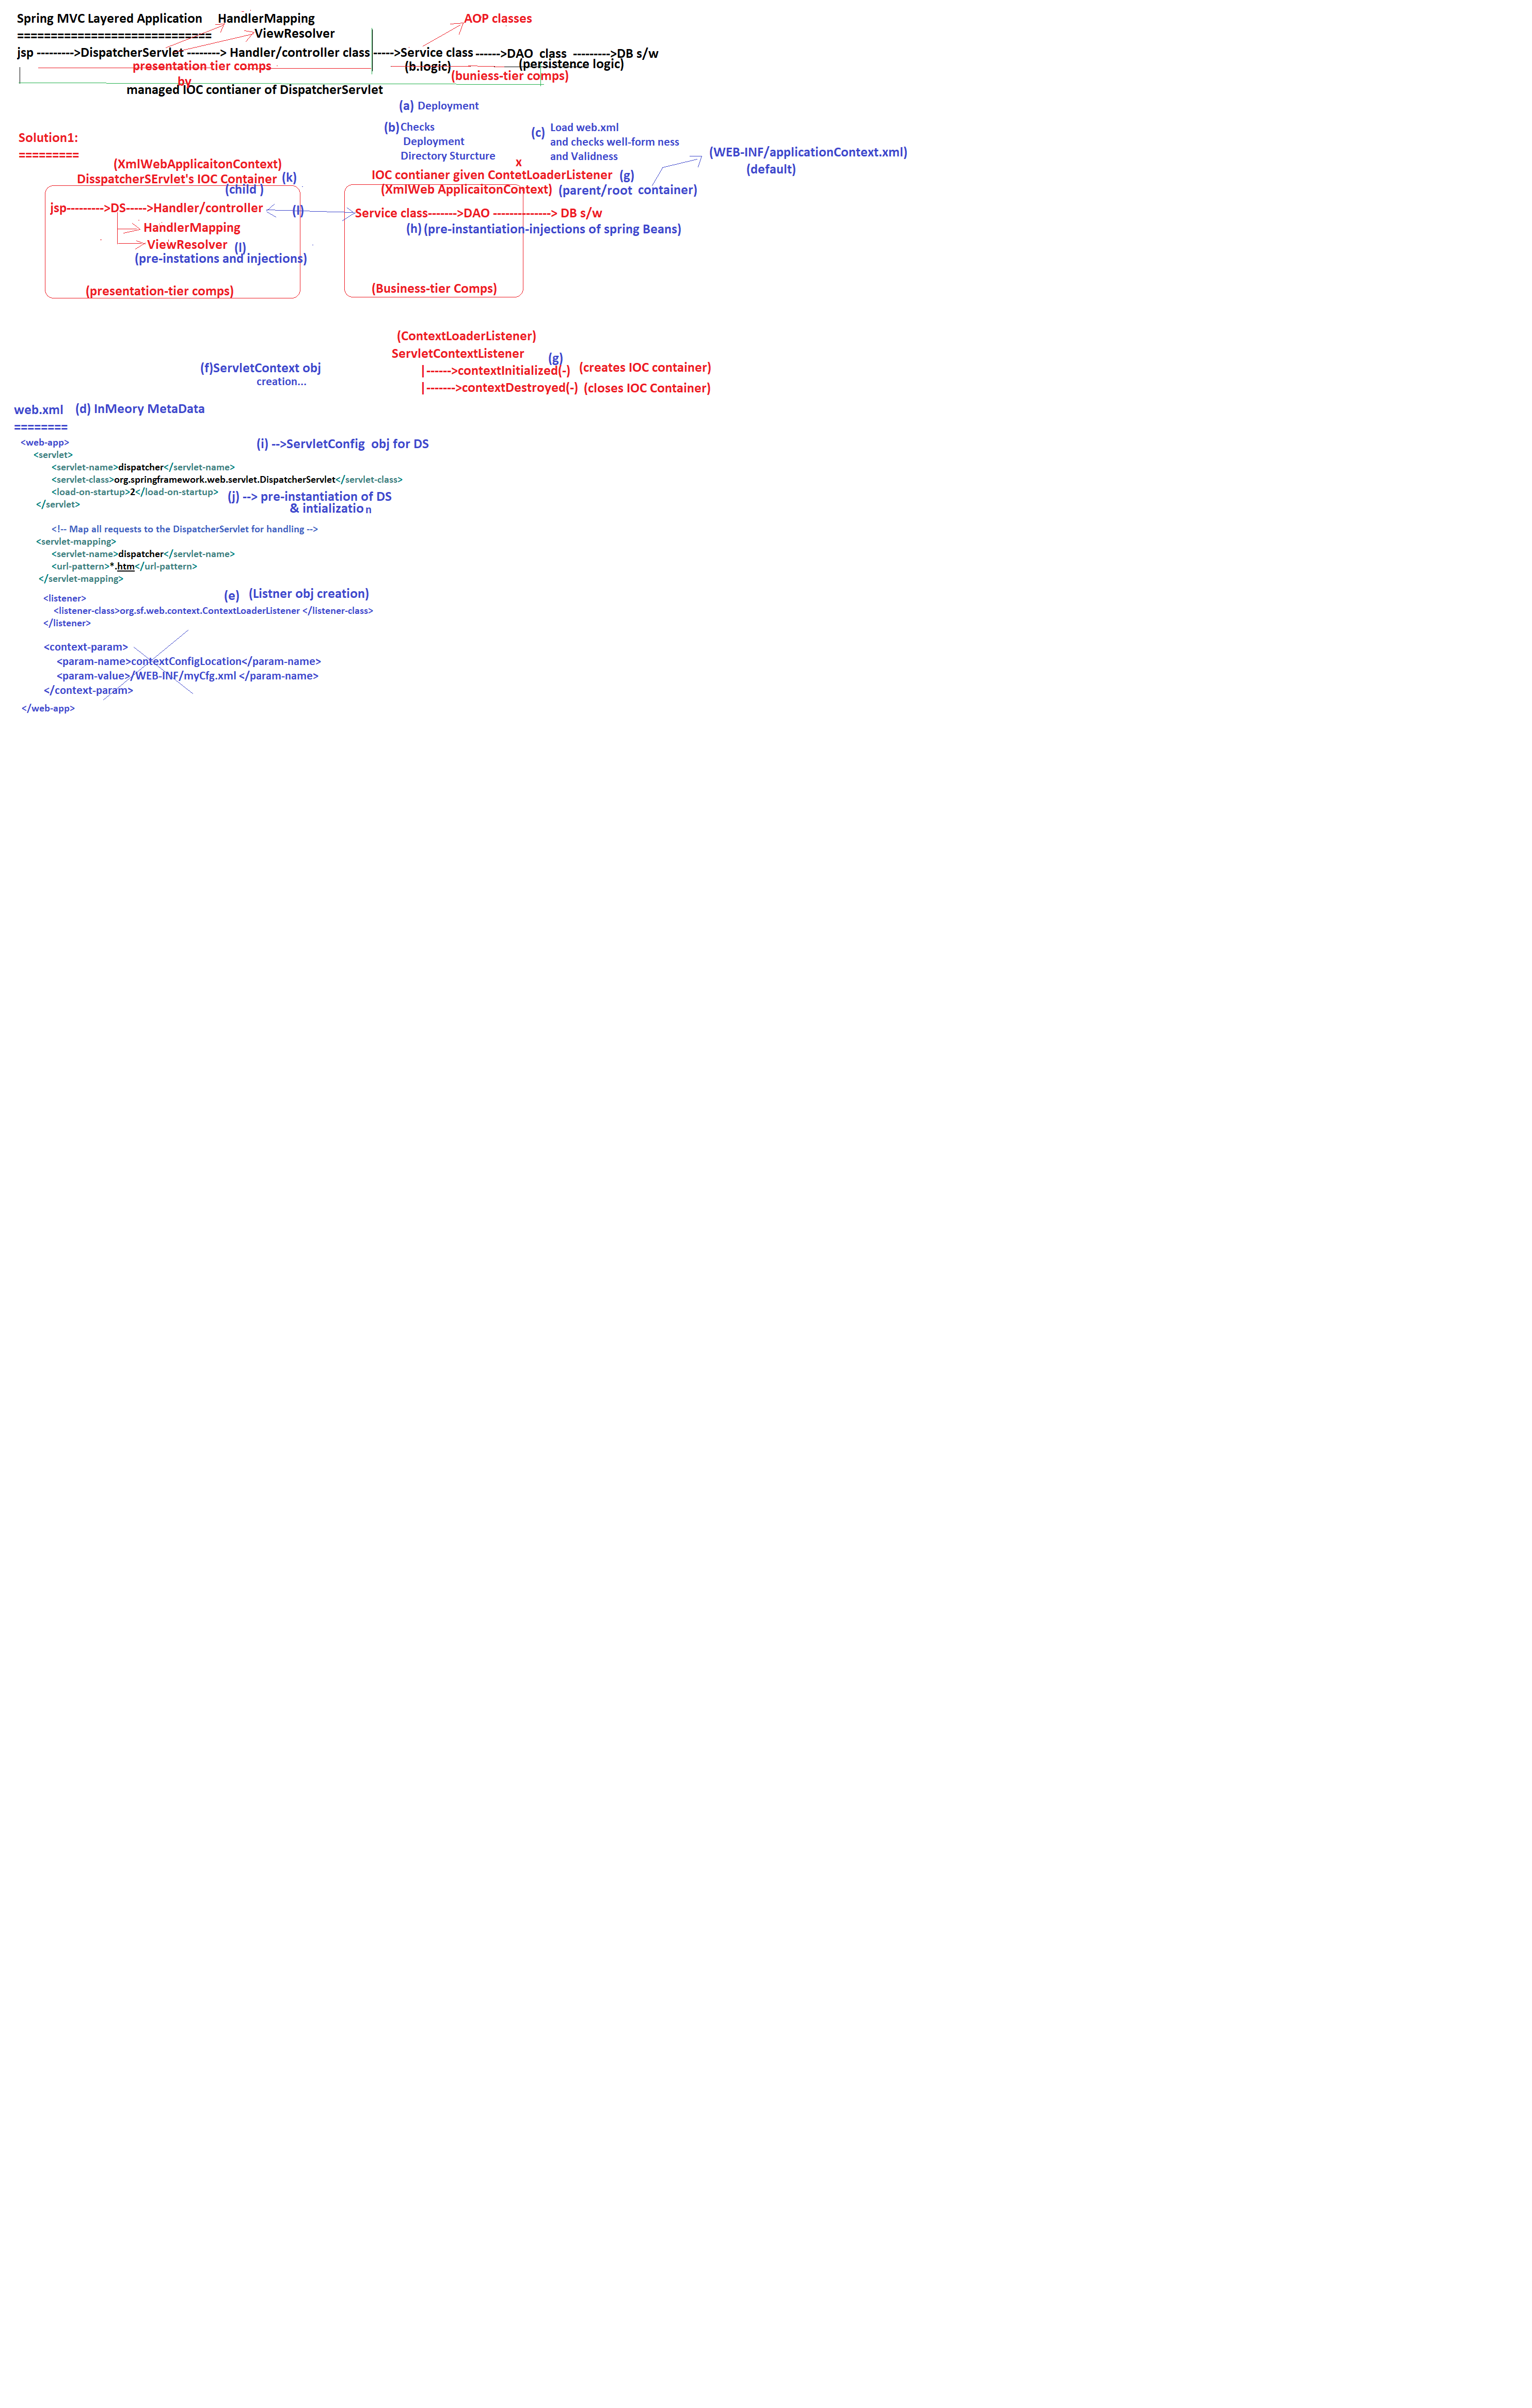 Spring MVC Layered Application HandlerMapping AOP classes
============================= ViewResolver
jsp --------->DispatcherServlet --------> Handler/controller class ----->Service class ------>DAO class --------->DB s/w
presentation tier comps (b.logic) (persistence logic)
by (buniess-tier comps)
managed IOC contianer of DispatcherServlet
(a) Deployment
(b) Checks (c) Load web.xml
Solution1: Deployment and checks well-form ness
========= Directory Sturcture and Validness (WEB-INF/applicationContext.xml)
(XmlWebApplicaitonContext) x (default)
DisspatcherSErvlet's IOC Container (k) IOC contianer given ContetLoaderListener (g)
(child ) (XmlWeb ApplicaitonContext) (parent/root container)
jsp--------->DS----->Handler/controller (l) Service class------->DAO --------------> DB s/w
HandlerMapping (h) (pre-instantiation-injections of spring Beans)
ViewResolver (l)
(pre-instations and injections)
(presentation-tier comps) (Business-tier Comps)
(ContextLoaderListener)
ServletContextListener (g)
(f)ServletContext obj |------>contextInitialized(-) (creates IOC container)
creation... |------->contextDestroyed(-) (closes IOC Container)
web.xml (d) InMeory MetaData
========
<web-app> (i) -->ServletConfig obj for DS
<servlet>
<servlet-name>dispatcher</servlet-name>
<servlet-class>org.springframework.web.servlet.DispatcherServlet</servlet-class>
<load-on-startup>2</load-on-startup> (j) --> pre-instantiation of DS
</servlet> & intialization
<!-- Map all requests to the DispatcherServlet for handling -->
<servlet-mapping>
<servlet-name>dispatcher</servlet-name>
<url-pattern>*.htm</url-pattern>
</servlet-mapping>
<listener> (e) (Listner obj creation)
<listener-class>org.sf.web.context.ContextLoaderListener </listener-class>
</listener>
<context-param>
<param-name>contextConfigLocation</param-name>
<param-value>/WEB-INF/myCfg.xml </param-name>
</context-param>
</web-app>